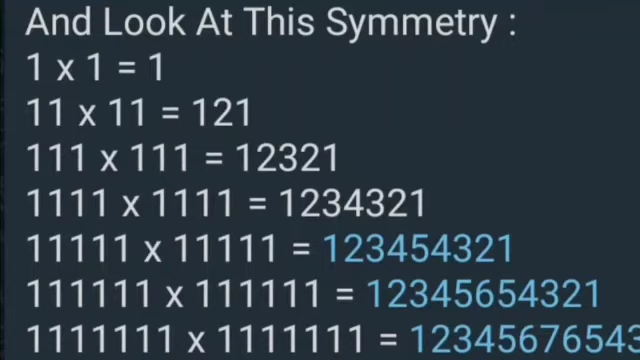 And Look At This Symmetry :
1 x 1 = 1
11 x 11 = 121
111 x 111 = 12321
1111 x 1111 = 1234321
11111 x 11111 = 123454321
111111 x 111111 = 12345654321
1111111 x 1111111 = 12345676543